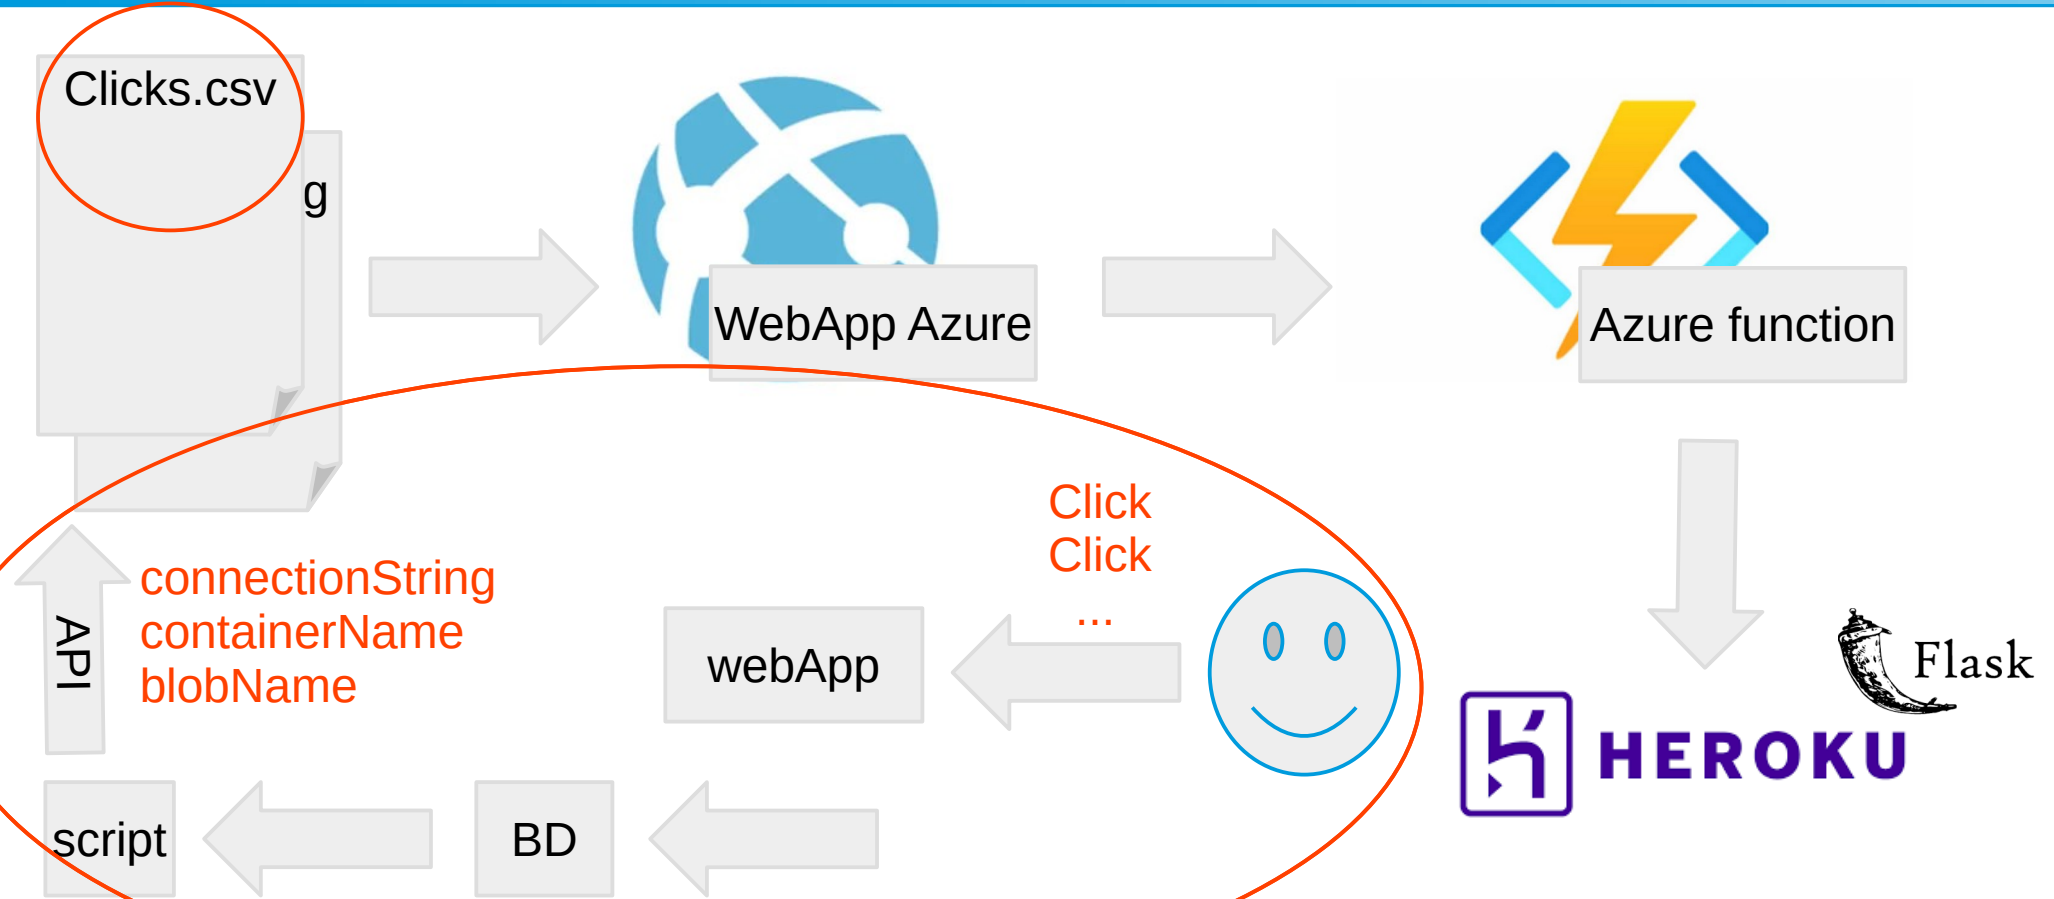 Clicks.csv
g
WebApp Azure
Azure function
Click
Click
...
connectionString
containerName
blobName
API
webApp
Flask
HEROKU
script
BD